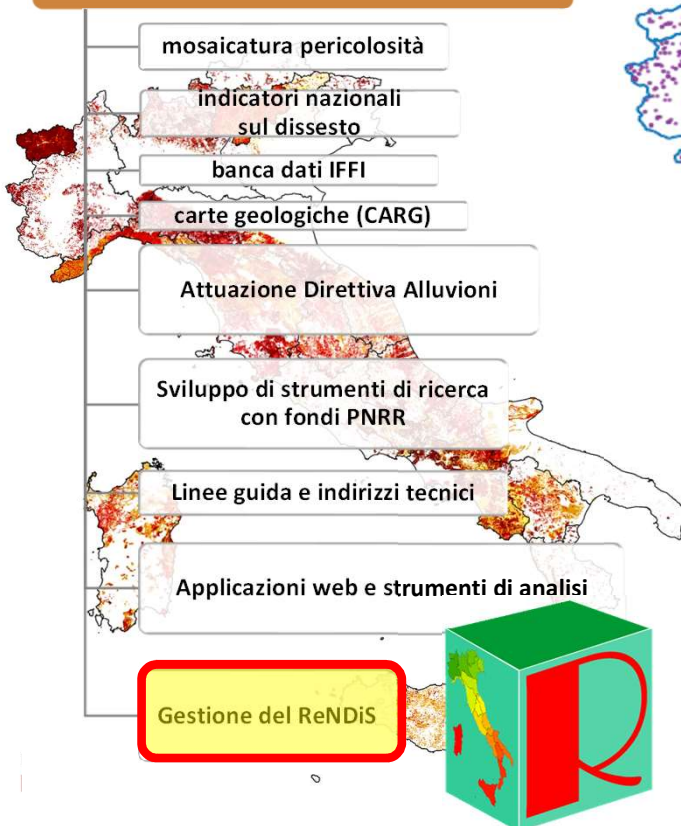 mosaicatura pericolosità
indicatori nazionali
sul dissesto
banca dati IFFI
carte geologiche (CARG)
Attuazione Direttiva Alluvioni
Sviluppo di strumenti di ricerca
con fondi PNRR
Linee guida e indirizzi tecnici
Applicazioni web e strumenti di analisi
Gestione del ReNDiS
R